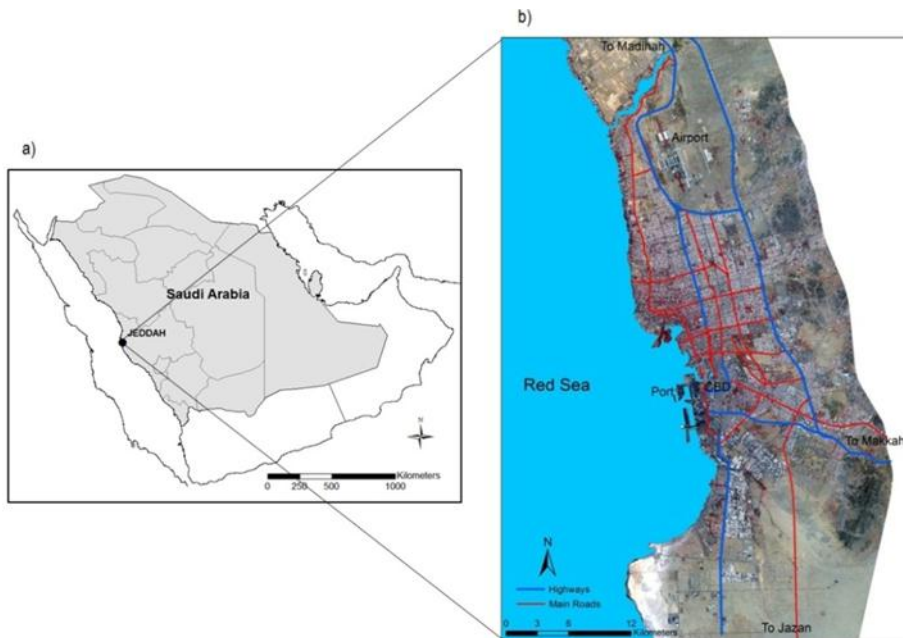 a)
Saudi Arabia
JEDDAH
N
Kilometers
0 250 500 1000
b)
To Madinah
Airport
Red Sea
Port
CBD
To Makkah
N
Highways
Main Roads
0 3 6 12
Kilometers
To Jazan